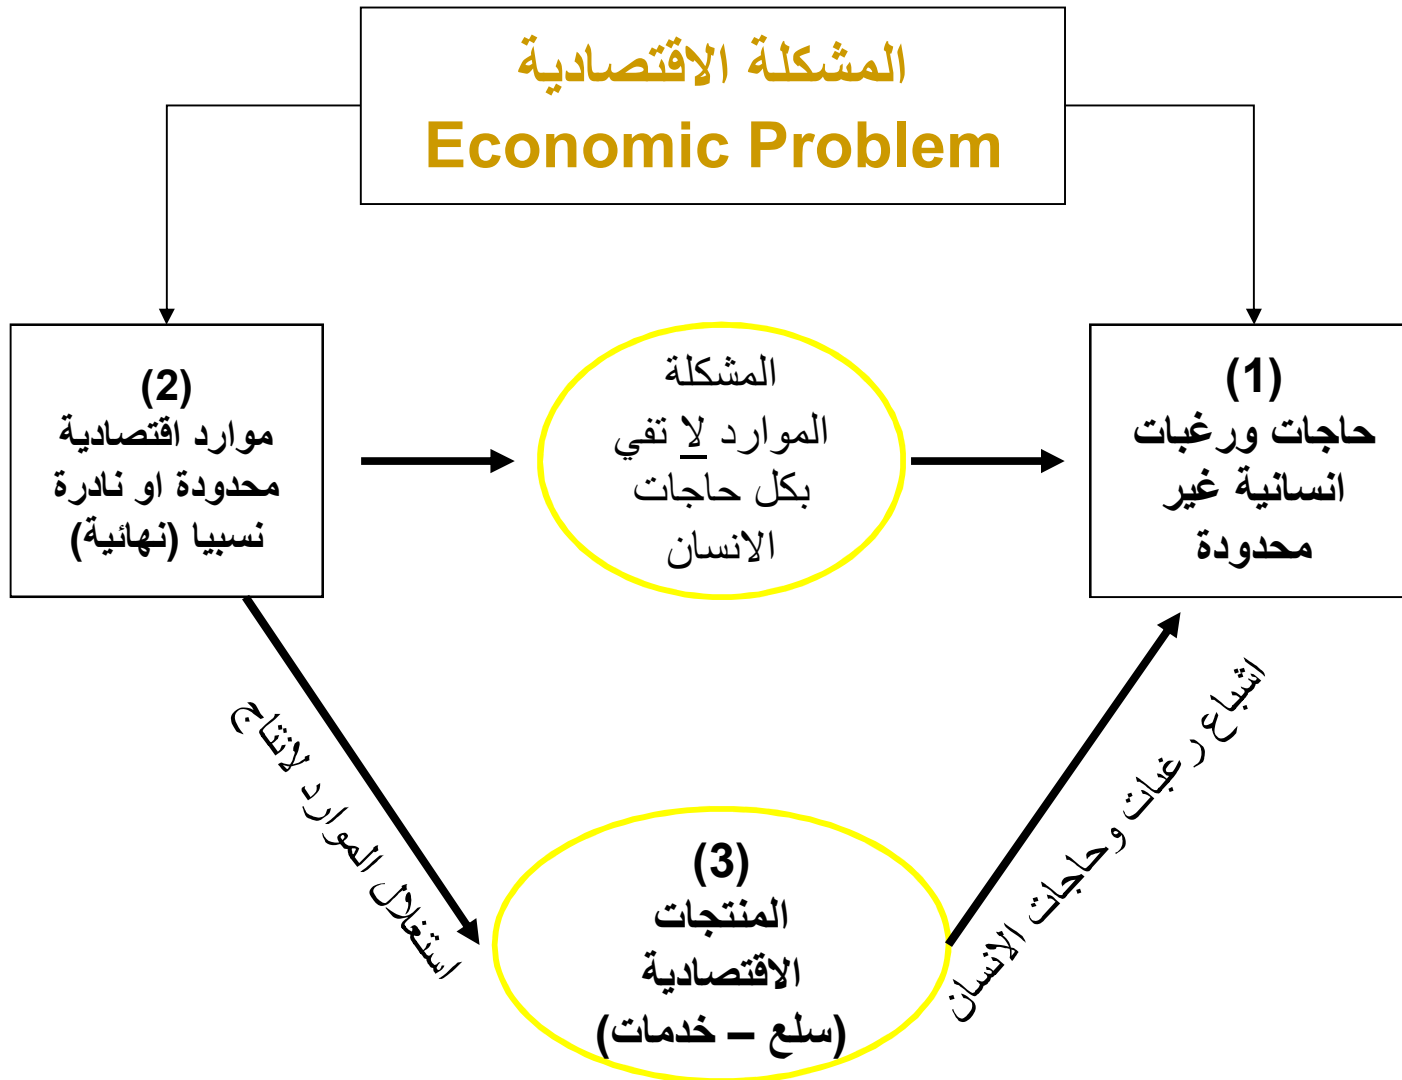 المشكلة الاقتصادية
Economic Problem
(1)
حاجات ورغبات
انسانية غير
محدودة
المشكلة
الموارد لا تفي
بكل حاجات
الانسان
(2)
موارد اقتصادية
محدودة او نادرة
نسبيا (نهائية)
استغلال الموارد لانتاج
اشباع رغبات وحاجات الانسان
(3)
المنتجات
الاقتصادية
(سلع – خدمات)